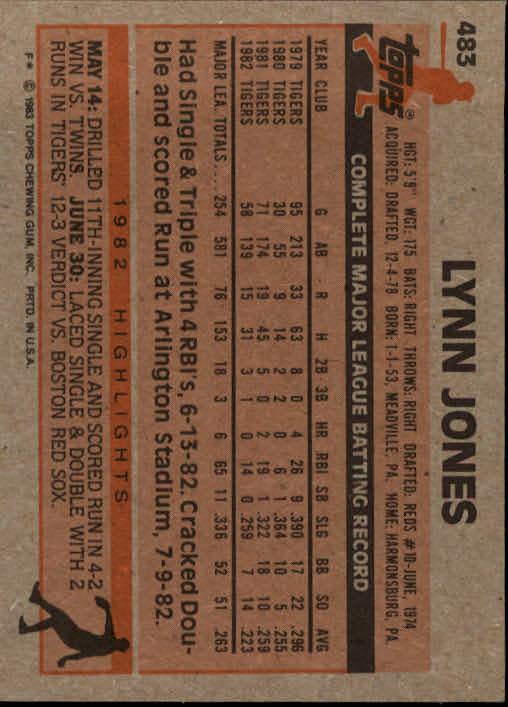 483
topps®
LYNN JONES
HGT: 5'9" WGT: 175 BATS: RIGHT THROWS: RIGHT DRAFTED: REDS #10-JUNE, 1974
ACQUIRED: DRAFTED, 12-4-78 BORN: 1-1-53, MEADVILLE, PA. HOME: HARMONSBURG, PA.
COMPLETE MAJOR LEAGUE BATTING RECORD
YEAR CLUB G AB R H 2B 3B HR RBI SB SLG BB SO AVG
1979 TIGERS 95 213 33 63 8 0 4 26 9 .390 17 22 .296
1980 TIGERS 30 55 9 14 2 2 0 6 1 .364 10 5 .255
1981 TIGERS 71 174 19 45 5 0 2 19 1 .322 18 10 .259
1982 TIGERS 58 139 15 31 3 1 0 14 0 .259 7 14 .223
MAJOR LEA. TOTALS .... 254 581 76 153 18 3 6 65 11 .336 52 51 .263
Had Single & Triple with 4 RBI's, 6-13-82. Cracked Dou-
ble and scored Run at Arlington Stadium, 7-9-82.
1982 HIGHLIGHTS
MAY 14: DRILLED 11TH-INNING SINGLE AND SCORED RUN IN 4-2
WIN VS. TWINS. JUNE 30: LACED SINGLE & DOUBLE WITH 2
RUNS IN TIGERS' 12-3 VERDICT VS. BOSTON RED SOX.
F* © 1983 TOPPS CHEWING GUM, INC. PRTD. IN U.S.A.